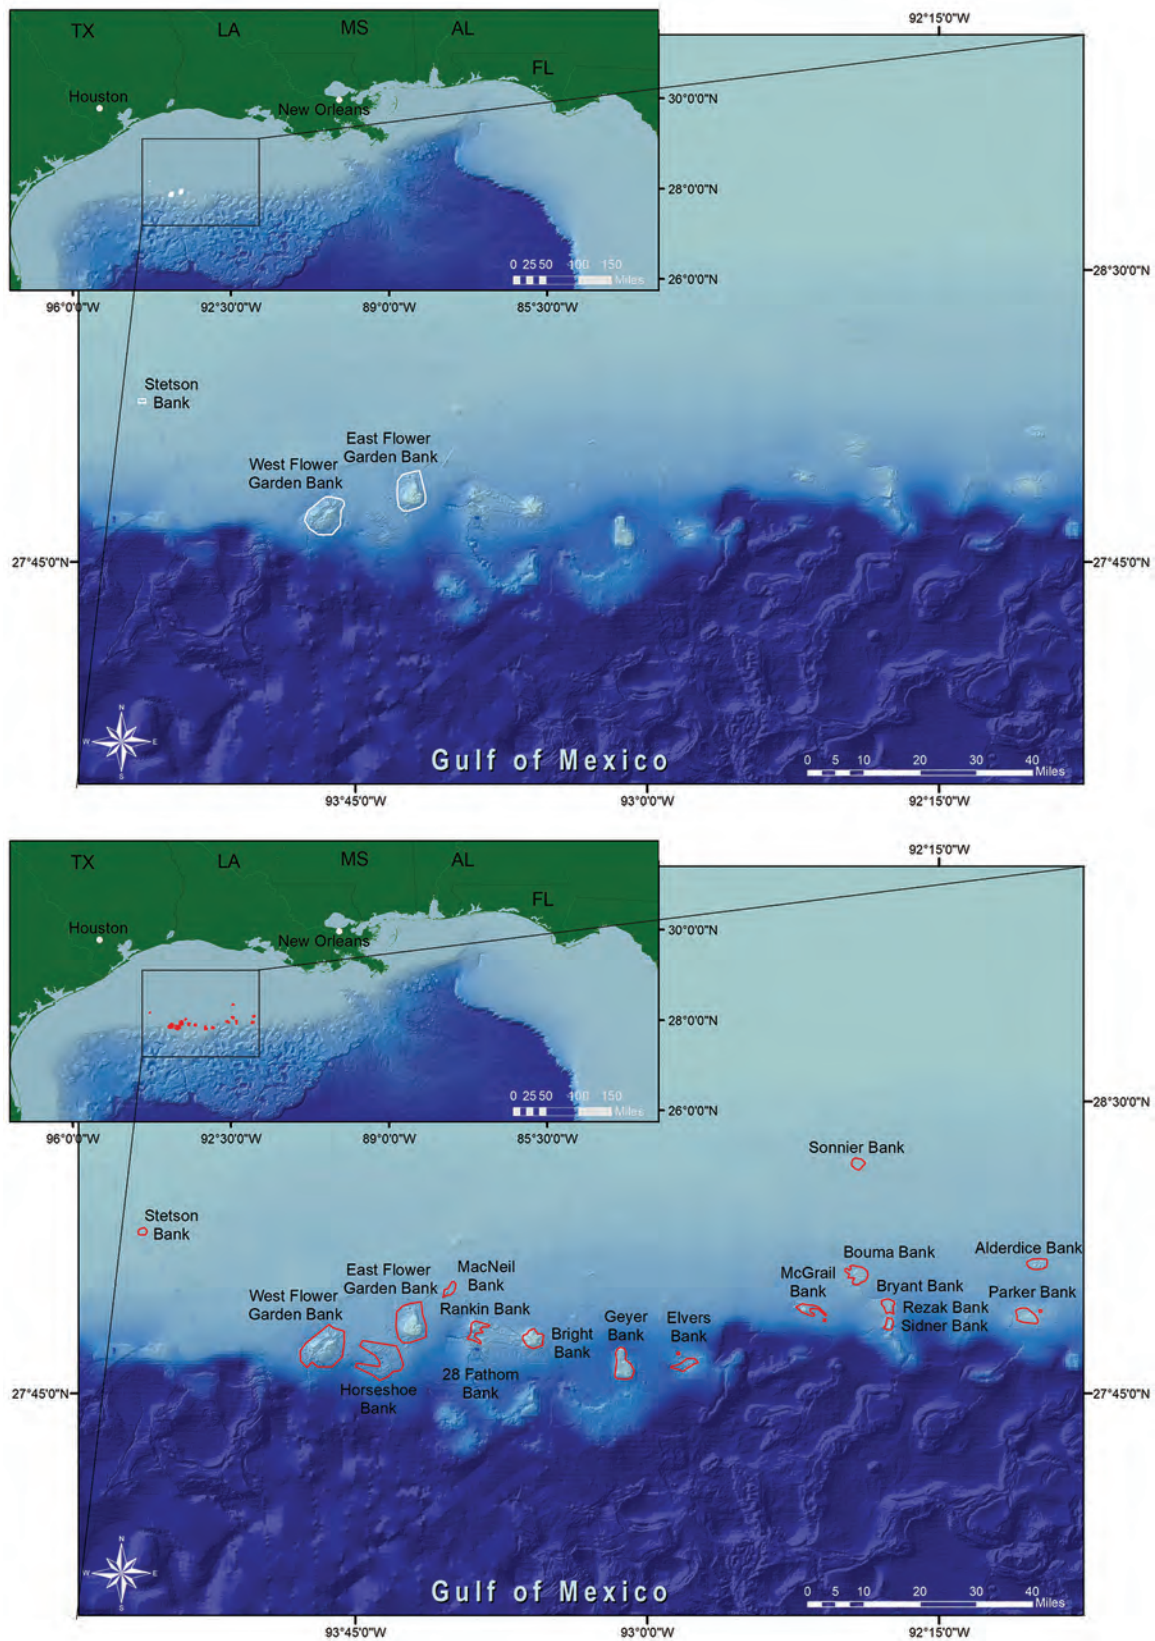 92°15'0"W
TX LA MS AL
FL
Houston
New Orleans
30°0'0"N
28°0'0"N
0 25 50 100 150
Miles
26°0'0"N
96°0'0"W 92°30'0"W 89°0'0"W 85°30'0"W
28°30'0"N
Stetson
Bank
East Flower
Garden Bank
West Flower
Garden Bank
27°45'0"N
27°45'0"N
N
W E
S
Gulf of Mexico
0 5 10 20 30 40
Miles
93°45'0"W 93°0'0"W 92°15'0"W
92°15'0"W
TX LA MS AL
FL
Houston
New Orleans
30°0'0"N
28°0'0"N
0 25 50 100 150
Miles
26°0'0"N
96°0'0"W 92°30'0"W 89°0'0"W 85°30'0"W
28°30'0"N
Sonnier Bank
Stetson
Bank
East Flower
Garden Bank
West Flower
Garden Bank
MacNeil
Bank
Rankin Bank
Bright
Bank
Geyer
Bank
Elvers
Bank
McGrail
Bank
Bouma Bank
Bryant Bank
Rezak Bank
Sidner Bank
Alderdice Bank
Parker Bank
Horseshoe
Bank
28 Fathom
Bank
27°45'0"N
27°45'0"N
N
W E
S
Gulf of Mexico
0 5 10 20 30 40
Miles
93°45'0"W 93°0'0"W 92°15'0"W